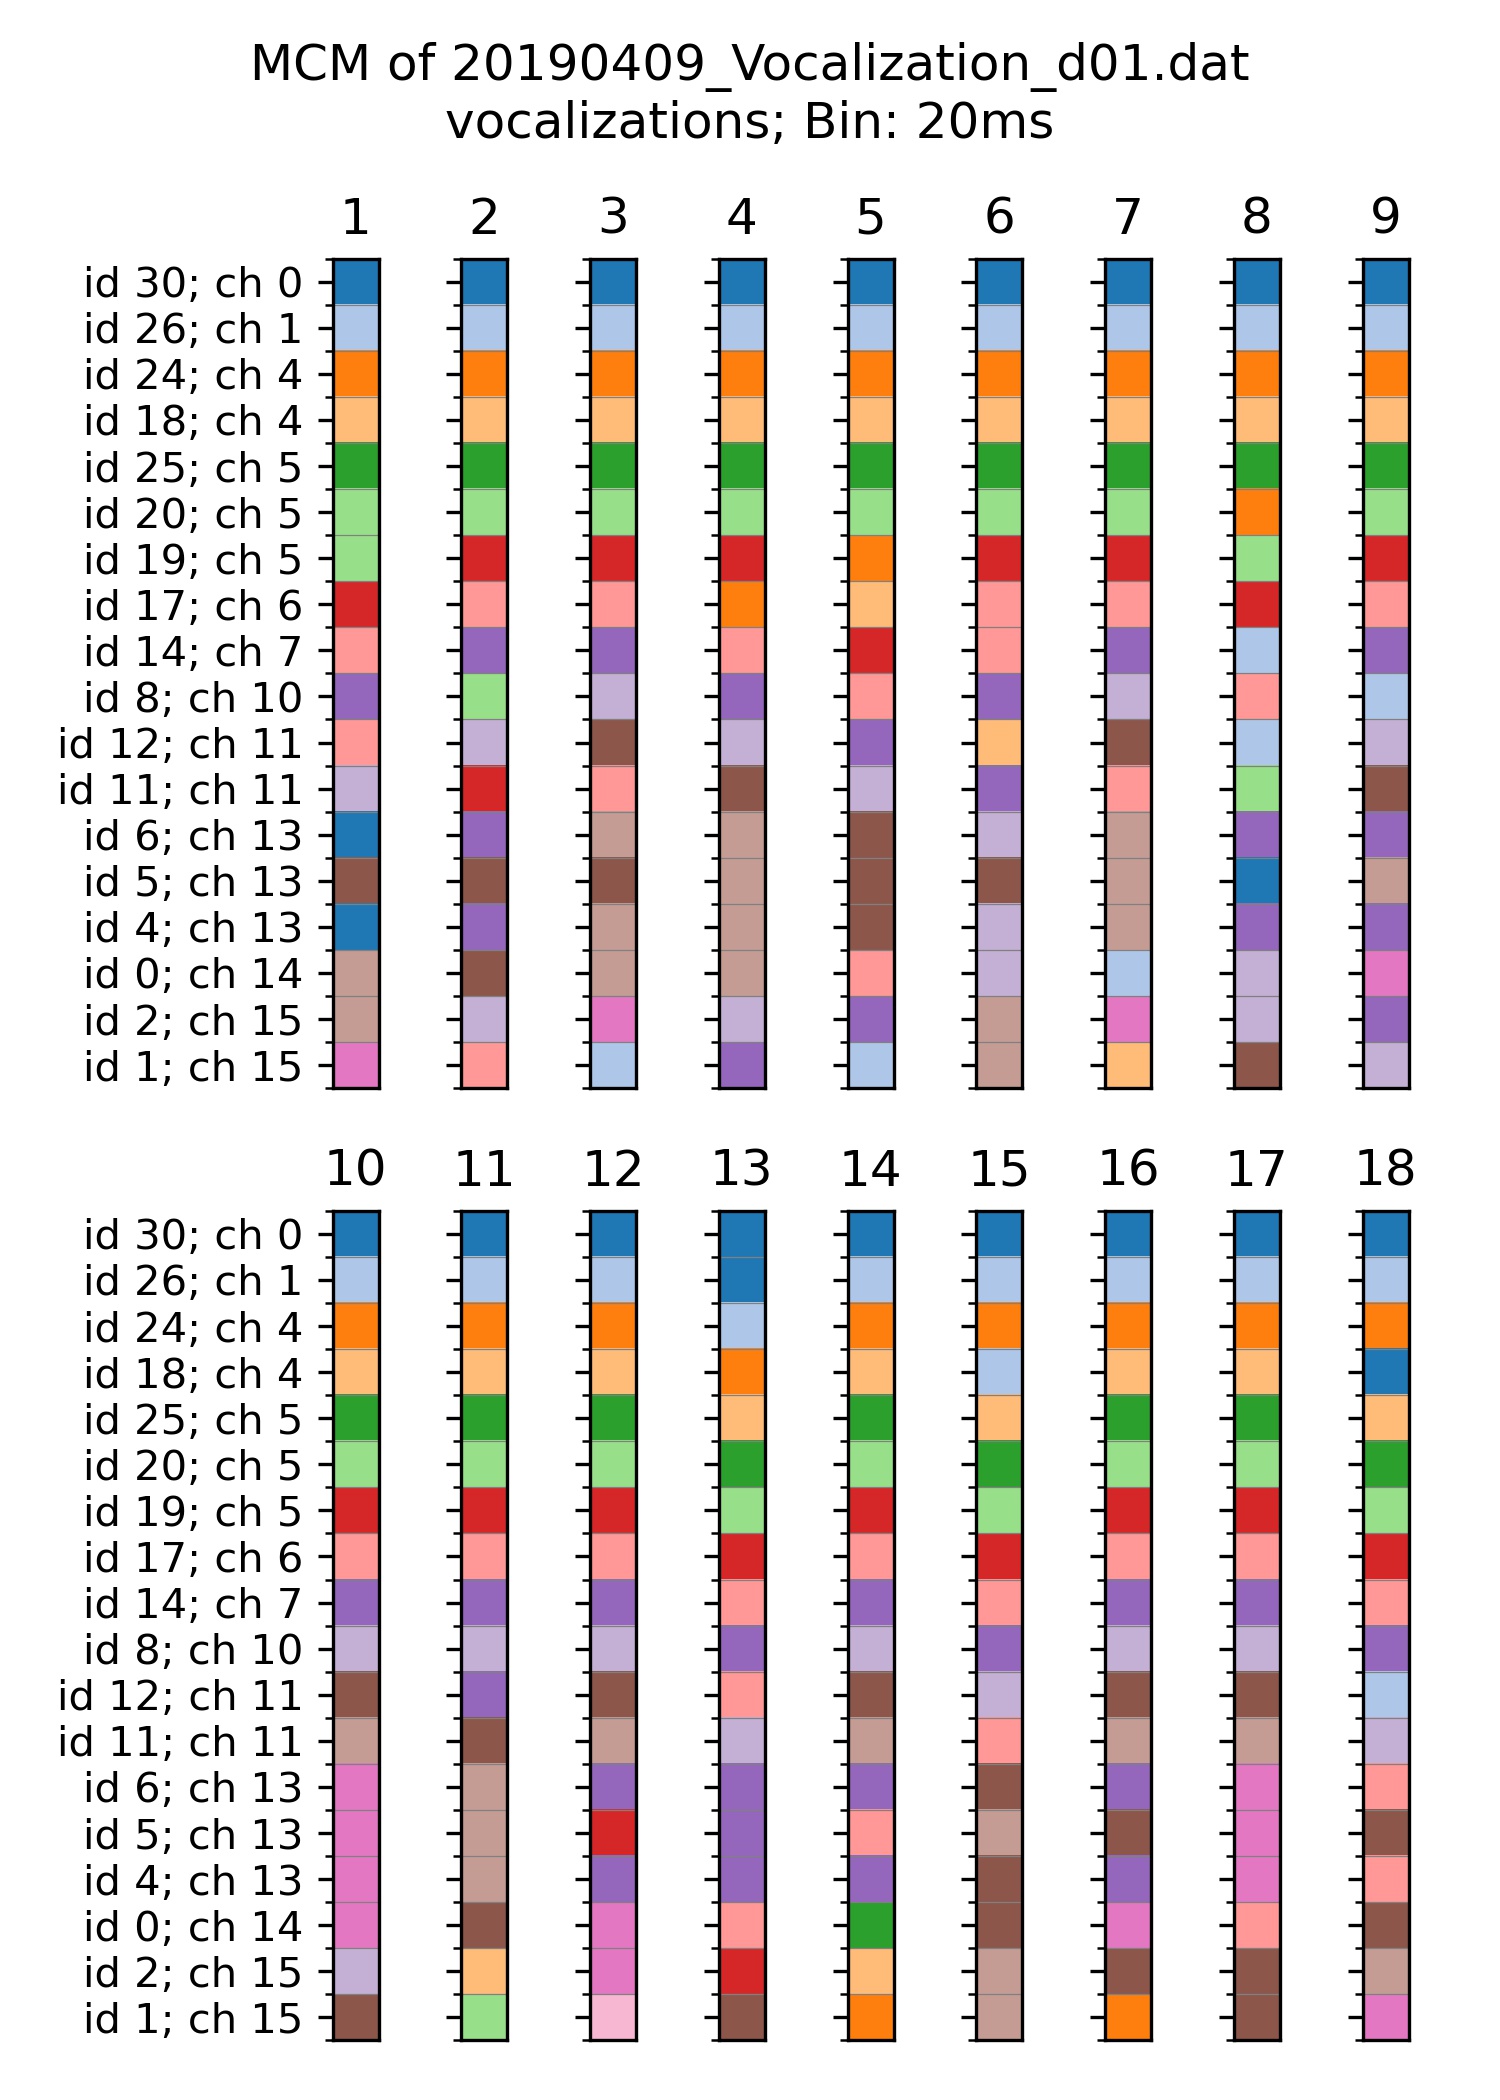 MCM of 20190409_Vocalization_d01.dat
vocalizations; Bin: 20ms
1 2 3 4 5 6 7 8 9
id 30; ch 0
id 26; ch 1
id 24; ch 4
id 18; ch 4
id 25; ch 5
id 20; ch 5
id 19; ch 5
id 17; ch 6
id 14; ch 7
id 8; ch 10
id 12; ch 11
id 11; ch 11
id 6; ch 13
id 5; ch 13
id 4; ch 13
id 0; ch 14
id 2; ch 15
id 1; ch 15
10 11 12 13 14 15 16 17 18
id 30; ch 0
id 26; ch 1
id 24; ch 4
id 18; ch 4
id 25; ch 5
id 20; ch 5
id 19; ch 5
id 17; ch 6
id 14; ch 7
id 8; ch 10
id 12; ch 11
id 11; ch 11
id 6; ch 13
id 5; ch 13
id 4; ch 13
id 0; ch 14
id 2; ch 15
id 1; ch 15